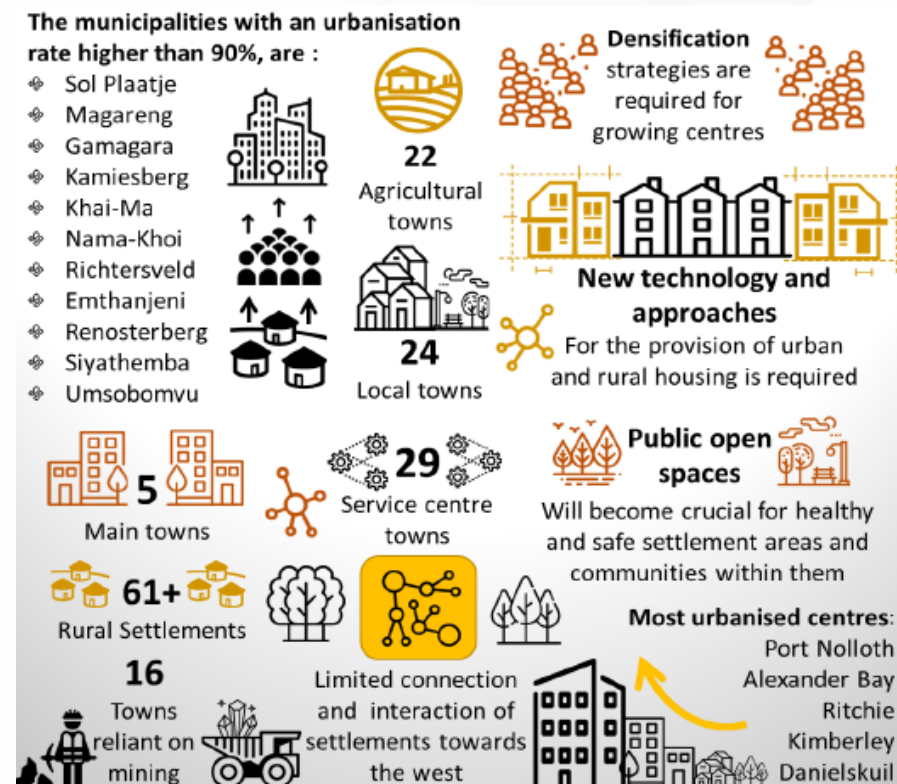 The municipalities with an urbanisation
rate higher than 90%, are :
Sol Plaatje
Magareng
Gamagara
Kamiesberg
Khai-Ma
Nama-Khoi
Richtersveld
Emthanjeni
Renosterberg
Siyathemba
Umsobomvu
22
Agricultural
towns
24
Local towns
Densification
strategies are
required for
growing centres
New technology and
approaches
For the provision of urban
and rural housing is required
5
Main towns
29
Service centre
towns
Public open
spaces
Will become crucial for healthy
and safe settlement areas and
communities within them
61+
Rural Settlements
16
Towns
reliant on
mining
Limited connection
and interaction of
settlements towards
the west
Most urbanised centres:
Port Nolloth
Alexander Bay
Ritchie
Kimberley
Danielskuil